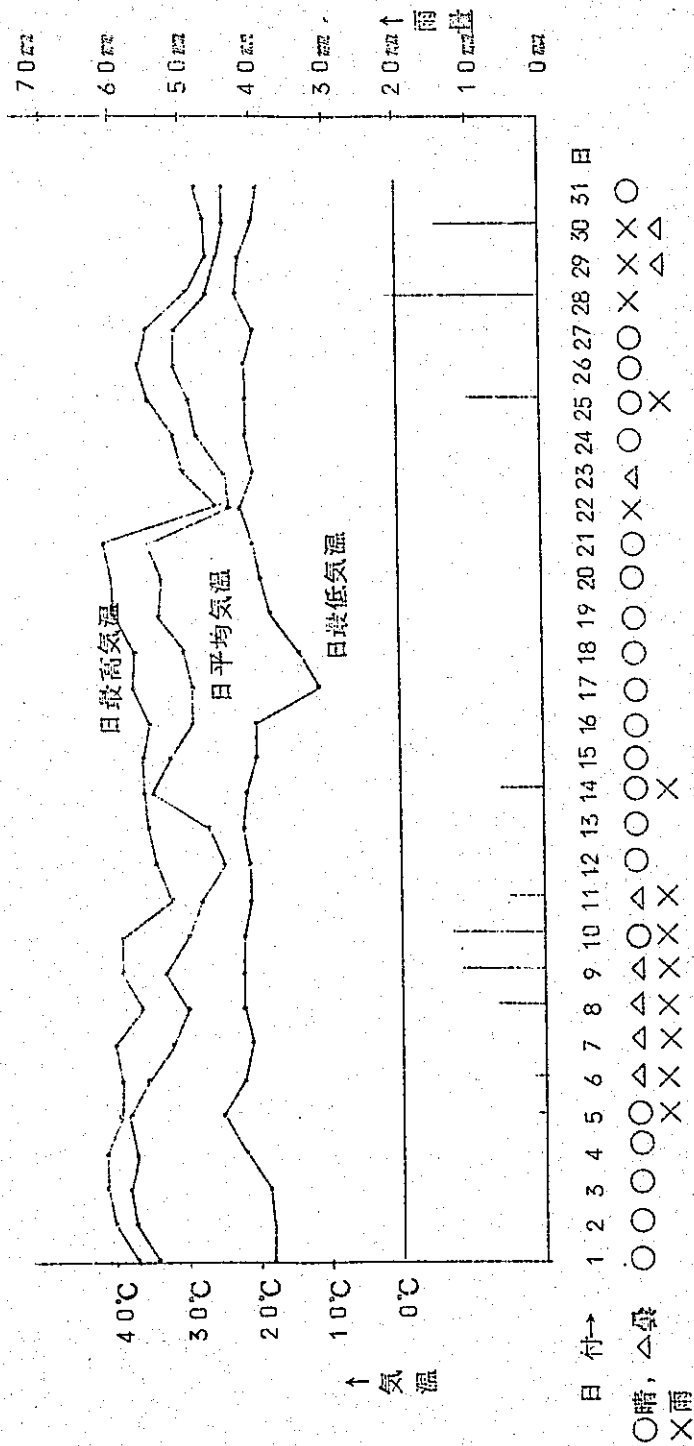 40℃
30℃
20℃
10℃
0℃
↑
気
温
日最高気温
日平均気温
日最低気温
70mm
60mm
50mm
40mm
30mm
20mm
10mm
0mm
↑
雨
量
日 付→ 1 2 3 4 5 6 7 8 9 10 11 12 13 14 15 16 17 18 19 20 21 22 23 24 25 26 27 28 29 30 31 日
○晴，△曇 ○ ○ ○ ○ ○ △ △ △ △ ○ △ ○ ○ ○ ○ ○ ○ ○ ○ ○ ○ × △ ○ ○ ○ ○ × × × ○
×雨 × × × × × × × × × △ △